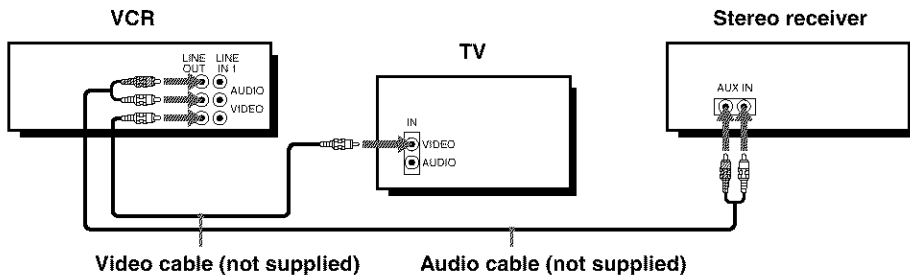 VCR
TV
Stereo receiver
LINE OUT
LINE IN 1
AUDIO
VIDEO
IN
VIDEO
AUDIO
AUX IN
Video cable (not supplied)
Audio cable (not supplied)